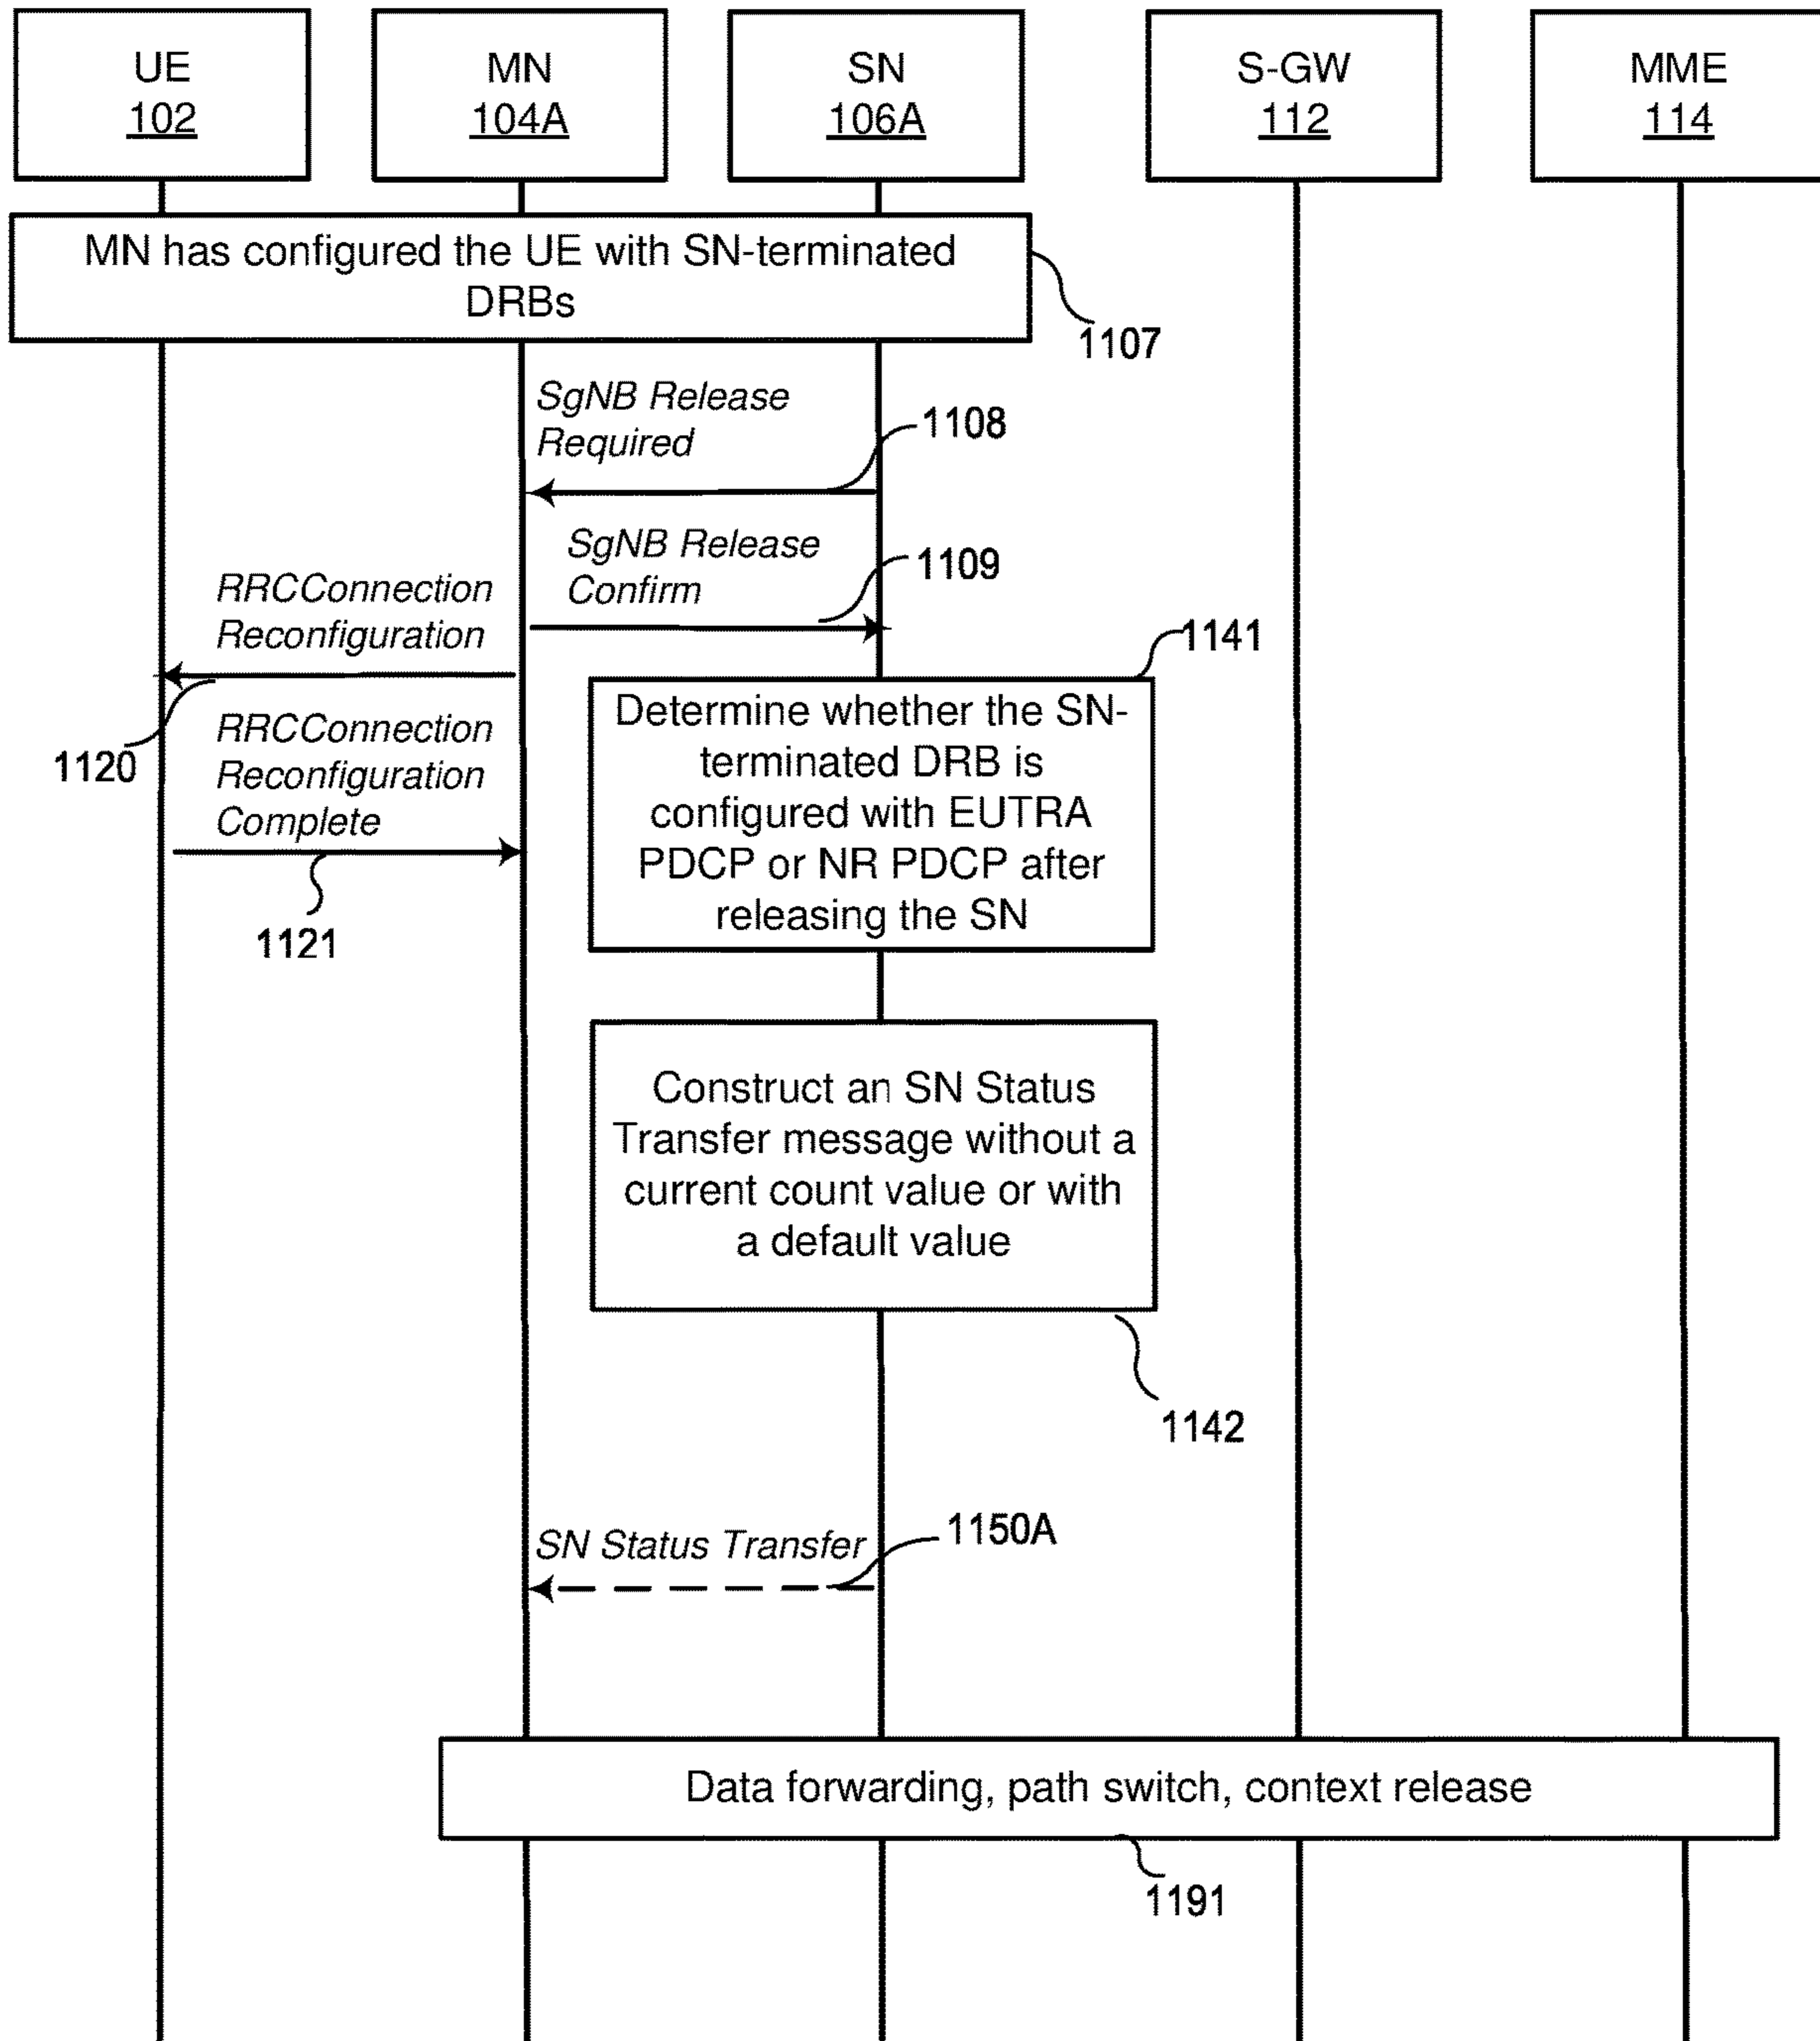 UE
102
MN
104A
SN
106A
S-GW
112
MME
114
MN has configured the UE with SN-terminated
DRBs
1107
SgNB Release
Required
1108
SgNB Release
Confirm
1109
RRCConnection
Reconfiguration
1120
1141
Determine whether the SN-
terminated DRB is
configured with EUTRA
PDCP or NR PDCP after
releasing the SN
RRCConnection
Reconfiguration
Complete
1121
Construct an SN Status
Transfer message without a
current count value or with
a default value
1142
SN Status Transfer
1150A
Data forwarding, path switch, context release
1191